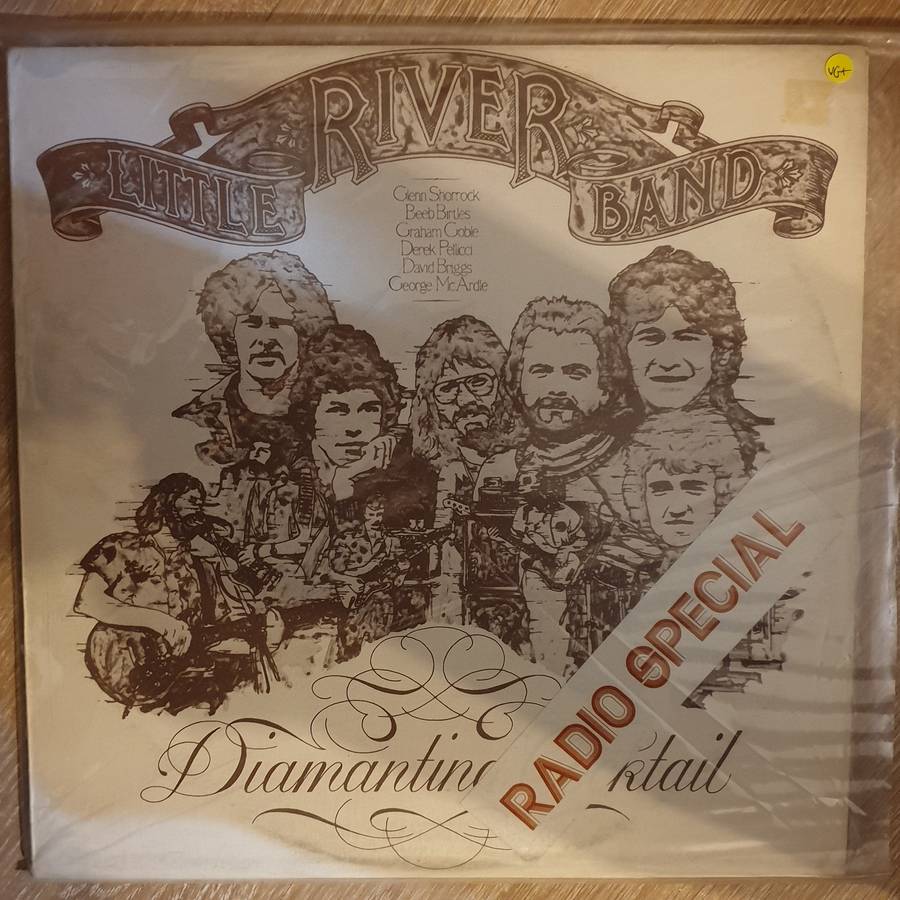 LITTLE RIVER BAND
VG+
Glenn Shorrock
Beeb Birtles
Graham Goble
Derek Pellicci
David Briggs
George McArdle
RADIO SPECIAL
Diamantina ktail